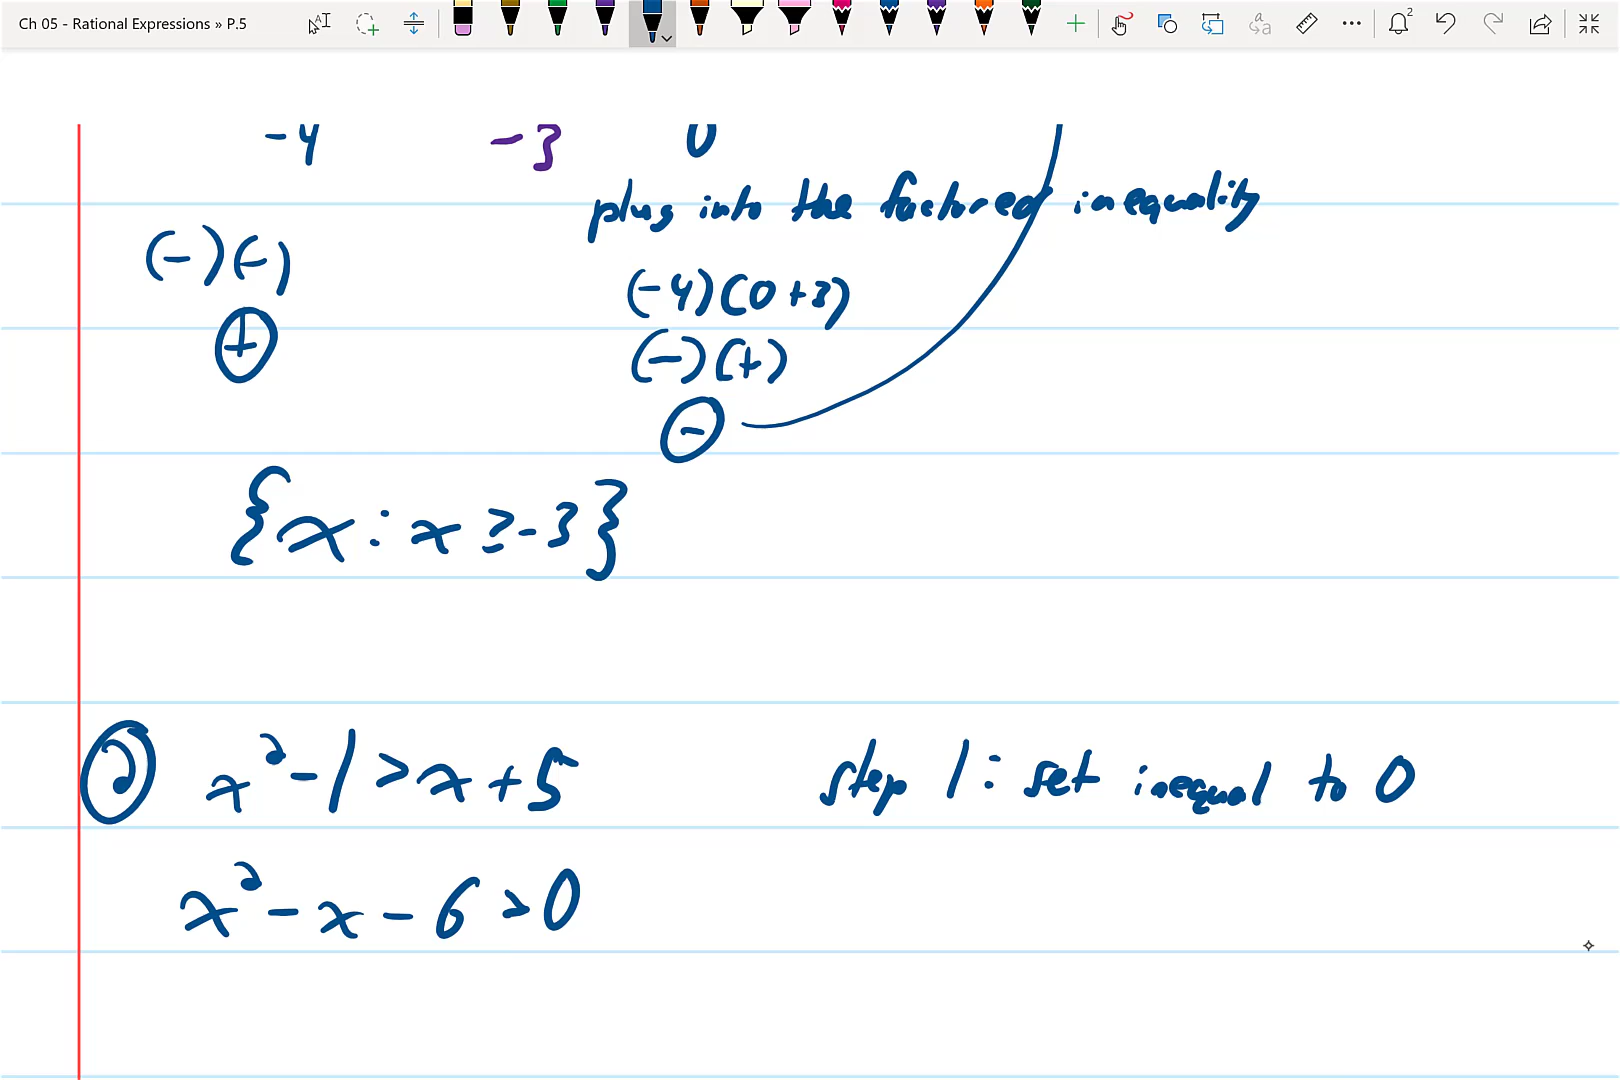 Ch 05 - Rational Expressions » P.5
-4 -3 0
plug into the factored inequality
(-)(-)
(-4)(0+3)
+
(-)(+)
-
{x : x ≥ -3}
② x² - 1 > x + 5 step 1 : set inequal to 0
x² - x - 6 > 0